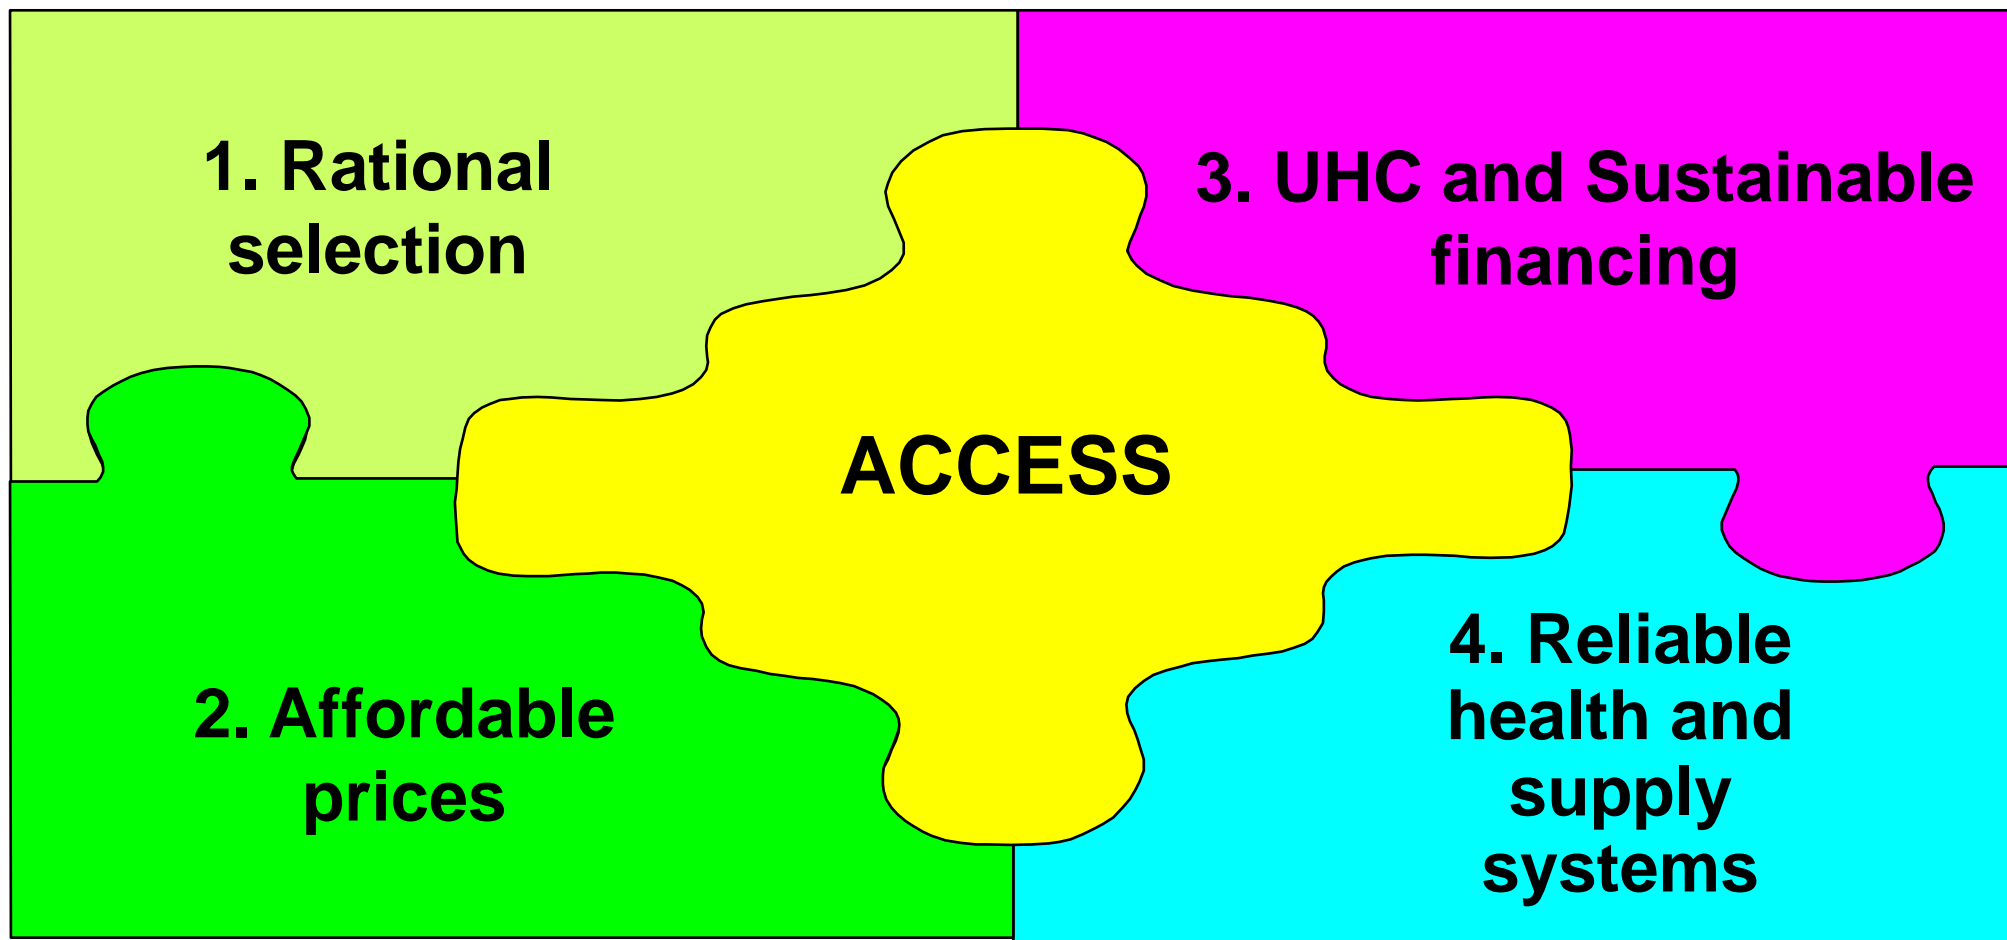 1. Rational
selection
3. UHC and Sustainable
financing
ACCESS
2. Affordable
prices
4. Reliable
health and
supply
systems